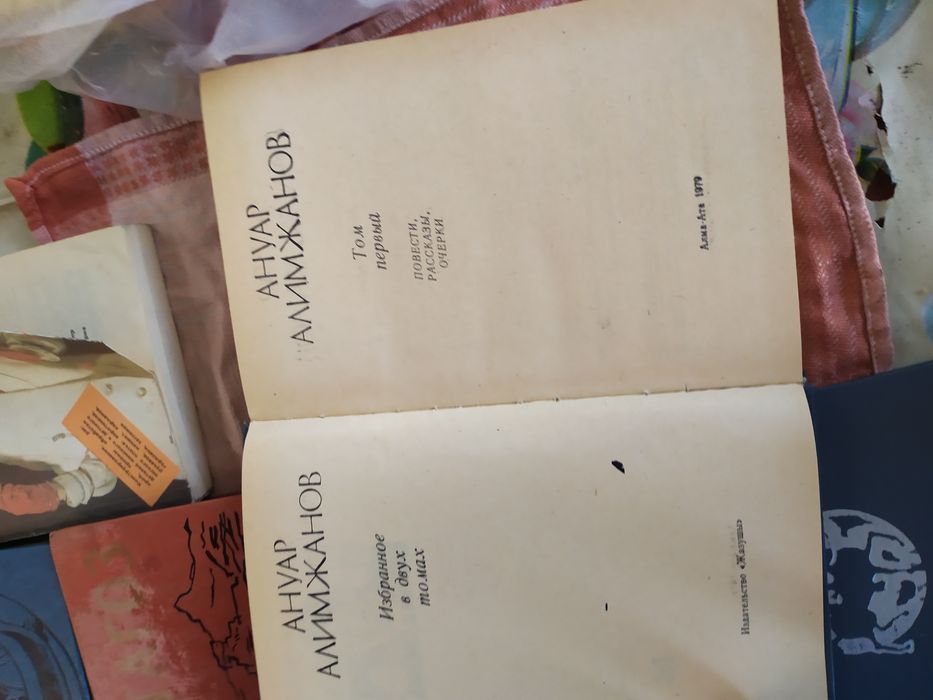 АНУАР
АЛИМЖАНОВ
Избранное
в двух
томах
Издательство «Жазушы»
АНУАР
АЛИМЖАНОВ
Том
первый
ПОВЕСТИ,
РАССКАЗЫ,
ОЧЕРКИ
Алма-Ата 1979